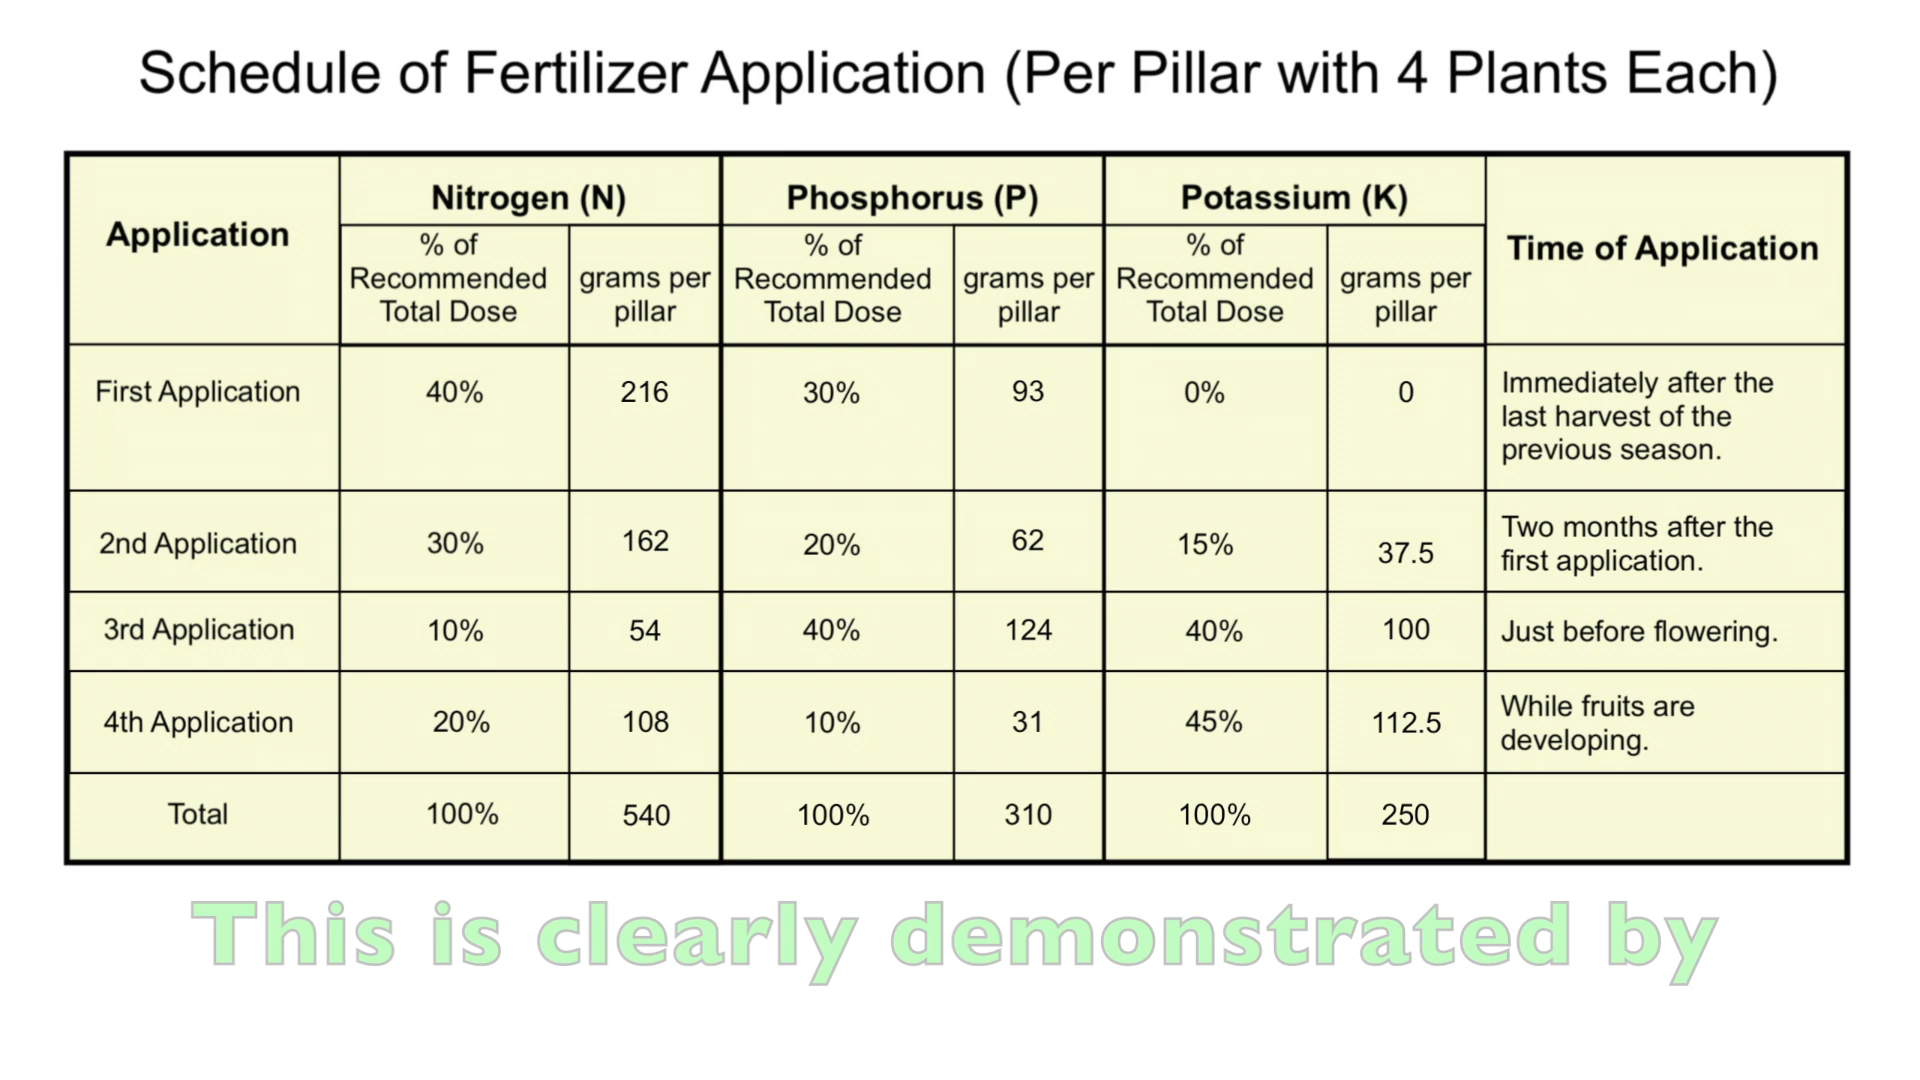 Schedule of Fertilizer Application (Per Pillar with 4 Plants Each)
Application
Nitrogen (N)
Phosphorus (P)
Potassium (K)
Time of Application
% of
Recommended
Total Dose
grams per
pillar
% of
Recommended
Total Dose
grams per
pillar
% of
Recommended
Total Dose
grams per
pillar
First Application
40%
216
30%
93
0%
0
Immediately after the
last harvest of the
previous season.
2nd Application
30%
162
20%
62
15%
37.5
Two months after the
first application.
3rd Application
10%
54
40%
124
40%
100
Just before flowering.
4th Application
20%
108
10%
31
45%
112.5
While fruits are
developing.
Total
100%
540
100%
310
100%
250
This is clearly demonstrated by